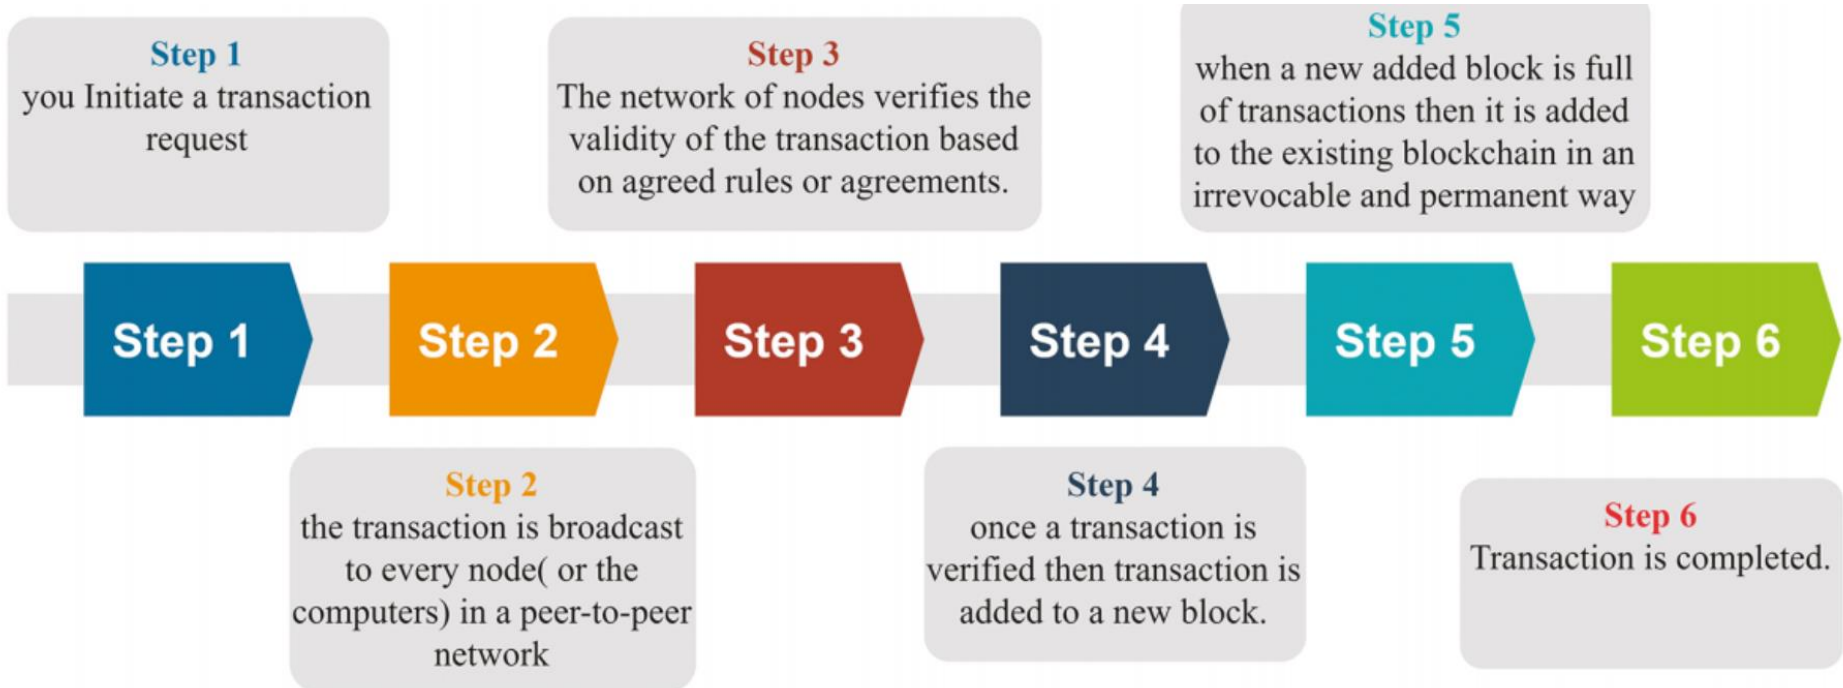 Step 1
you Initiate a transaction
request
Step 3
The network of nodes verifies the
validity of the transaction based
on agreed rules or agreements.
Step 5
when a new added block is full
of transactions then it is added
to the existing blockchain in an
irrevocable and permanent way
Step 1
Step 2
Step 3
Step 4
Step 5
Step 6
Step 2
the transaction is broadcast
to every node( or the
computers) in a peer-to-peer
network
Step 4
once a transaction is
verified then transaction is
added to a new block.
Step 6
Transaction is completed.